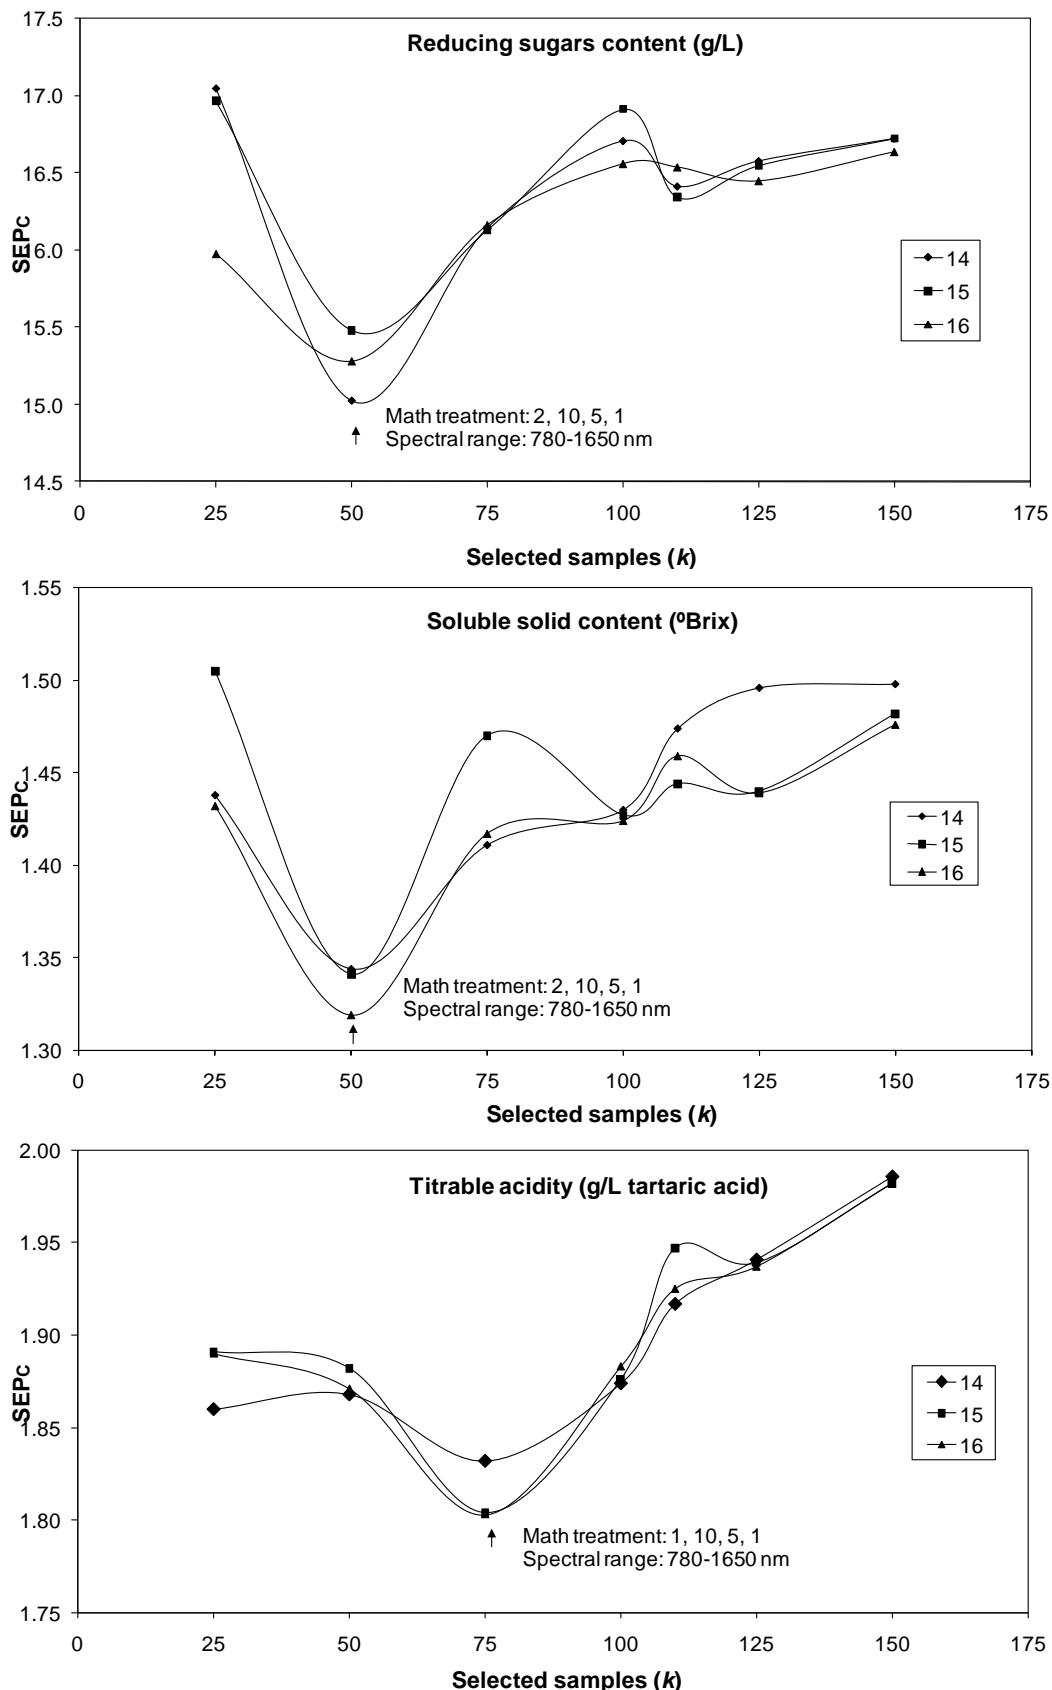 Reducing sugars content (g/L)
17.5
17.0
16.5
16.0
15.5
15.0
14.5
SEPC
14
15
16
Math treatment: 2, 10, 5, 1
Spectral range: 780-1650 nm
0 25 50 75 100 125 150 175
Selected samples (k)
Soluble solid content (ºBrix)
1.55
1.50
1.45
1.40
1.35
1.30
SEPC
14
15
16
Math treatment: 2, 10, 5, 1
Spectral range: 780-1650 nm
0 25 50 75 100 125 150 175
Selected samples (k)
Titrable acidity (g/L tartaric acid)
2.00
1.95
1.90
1.85
1.80
1.75
SEPC
14
15
16
Math treatment: 1, 10, 5, 1
Spectral range: 780-1650 nm
0 25 50 75 100 125 150 175
Selected samples (k)